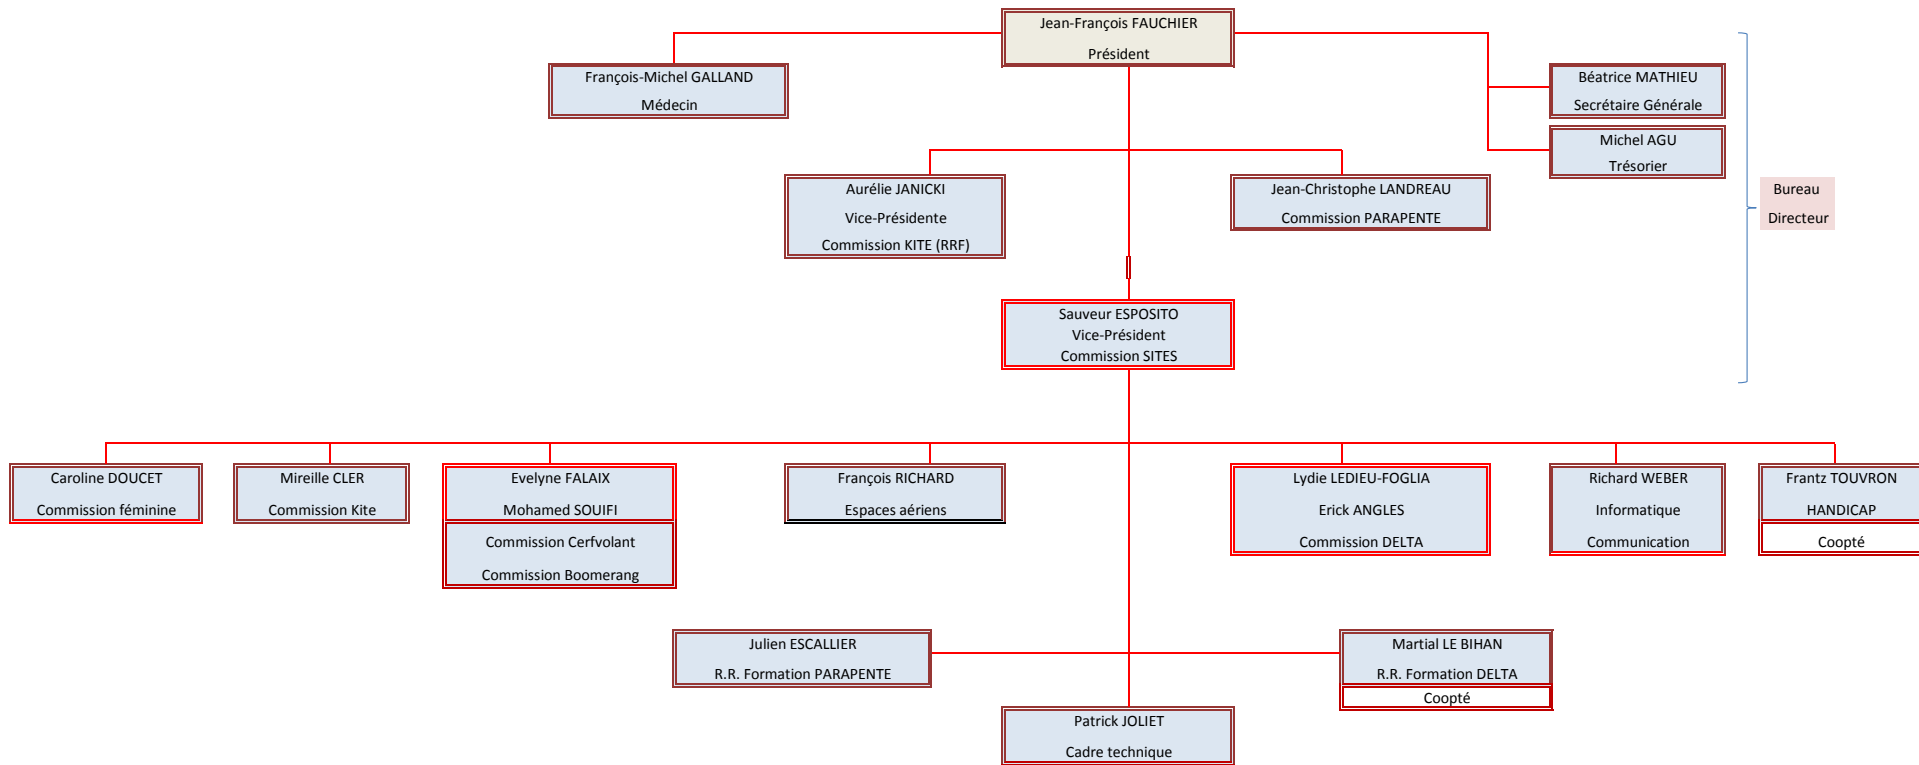 Jean-François FAUCHIER
Président
François-Michel GALLAND
Médecin
Béatrice MATHIEU
Secrétaire Générale
Michel AGU
Trésorier
Aurélie JANICKI
Vice-Présidente
Commission KITE (RRF)
Jean-Christophe LANDREAU
Commission PARAPENTE
Bureau
Directeur
Sauveur ESPOSITO
Vice-Président
Commission SITES
Caroline DOUCET
Commission féminine
Mireille CLER
Commission Kite
Evelyne FALAIX
Mohamed SOUIFI
Commission Cerfvolant
Commission Boomerang
François RICHARD
Espaces aériens
Lydie LEDIEU-FOGLIA
Erick ANGLES
Commission DELTA
Richard WEBER
Informatique
Communication
Frantz TOUVRON
HANDICAP
Coopté
Julien ESCALLIER
R.R. Formation PARAPENTE
Martial LE BIHAN
R.R. Formation DELTA
Coopté
Patrick JOLIET
Cadre technique